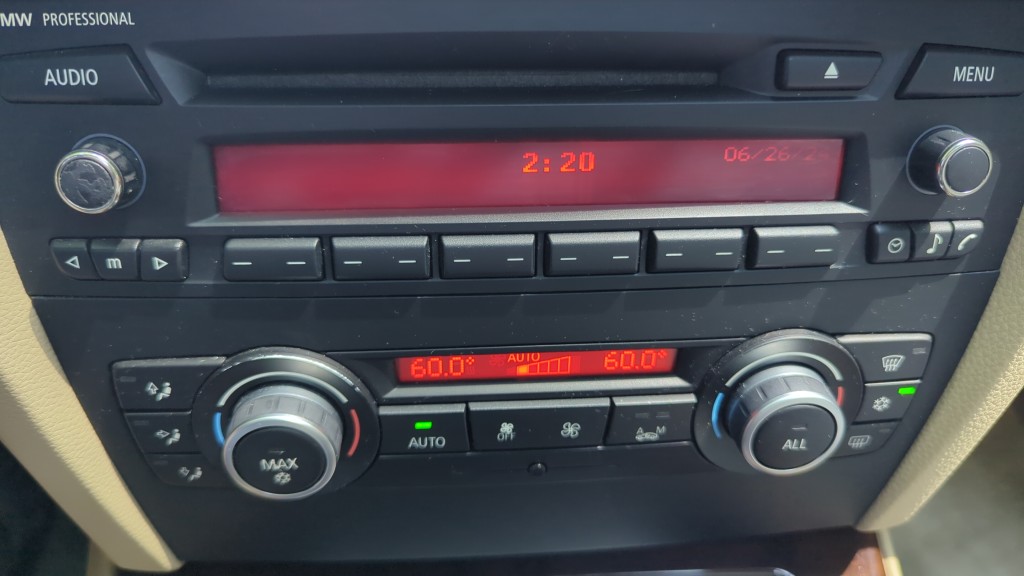 MW PROFESSIONAL
AUDIO
MENU
2:20
06/26/2
m
60.0°
AUTO
60.0°
AUTO
OFF
A M
MAX
ALL